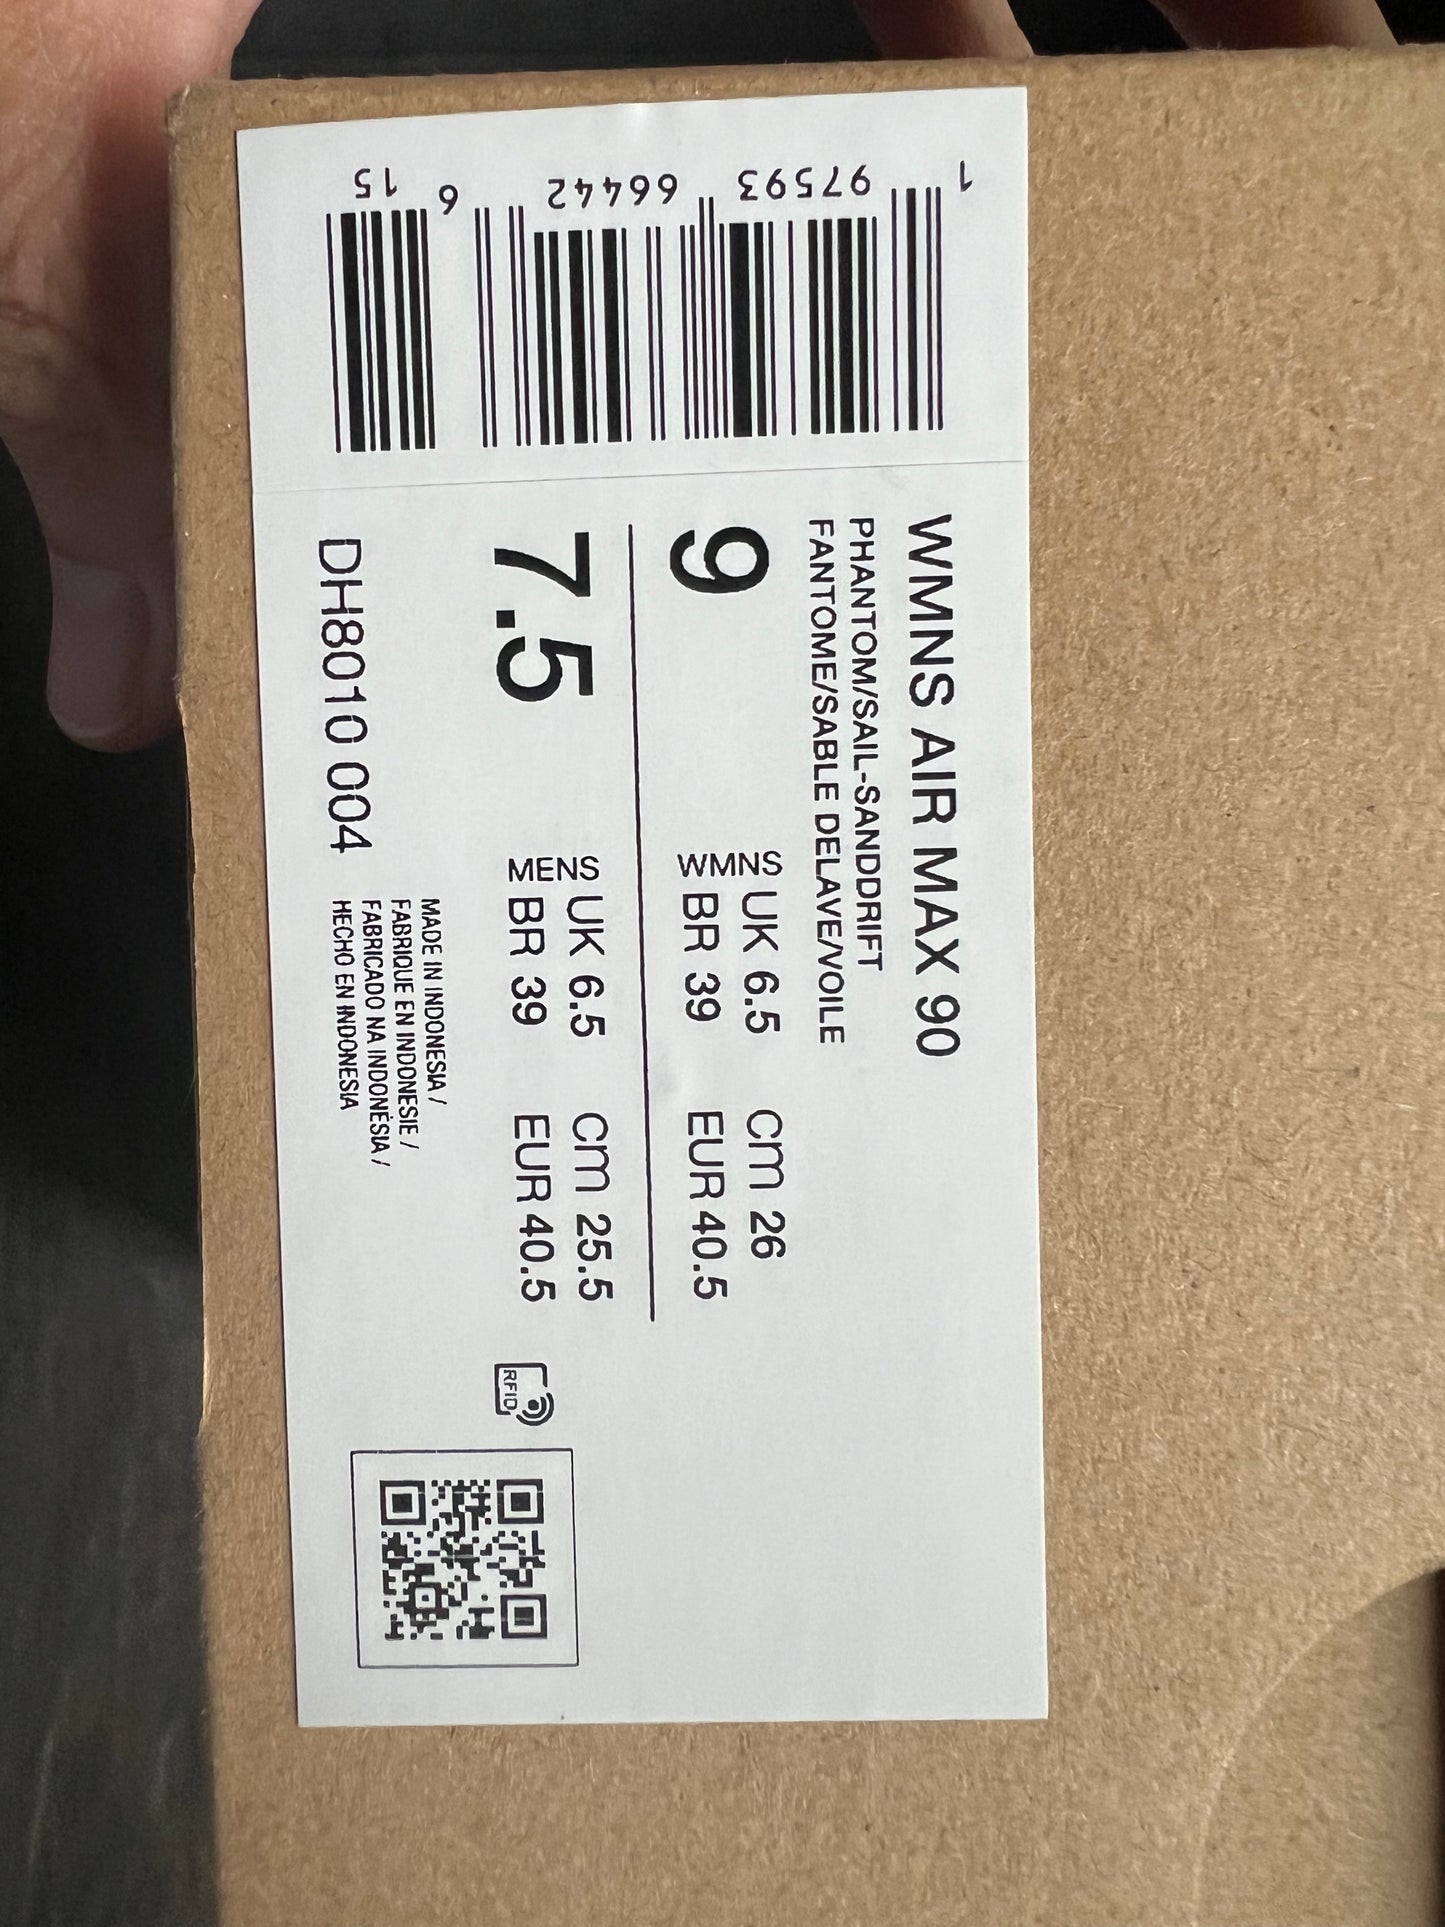 WMNS AIR MAX 90
PHANTOM/SAIL-SANDDRIFT
FANTOME/SABLE DELAVE/VOILE
9
WMNS UK 6.5 Cm 26
BR 39 EUR 40.5
7.5
MENS UK 6.5 Cm 25.5
BR 39 EUR 40.5
DH8010 004
MADE IN INDONESIA /
FABRIQUE EN INDONESIE /
FABRICADO NA INDONÉSIA /
HECHO EN INDONESIA
RFID
1 97593 66442 6 15